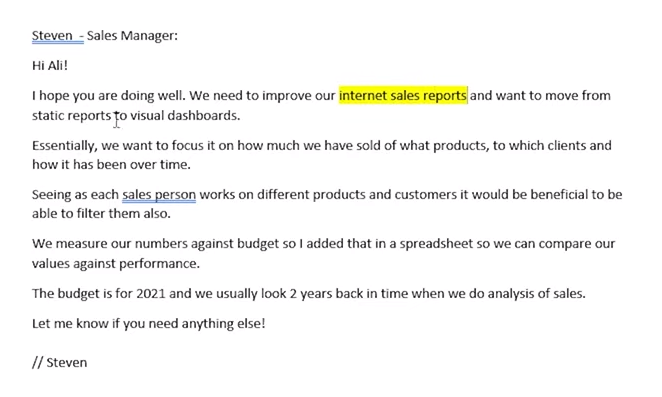 Steven - Sales Manager:
Hi Ali!
I hope you are doing well. We need to improve our internet sales reports and want to move from
static reports to visual dashboards.
Essentially, we want to focus it on how much we have sold of what products, to which clients and
how it has been over time.
Seeing as each sales person works on different products and customers it would be beneficial to be
able to filter them also.
We measure our numbers against budget so I added that in a spreadsheet so we can compare our
values against performance.
The budget is for 2021 and we usually look 2 years back in time when we do analysis of sales.
Let me know if you need anything else!
// Steven